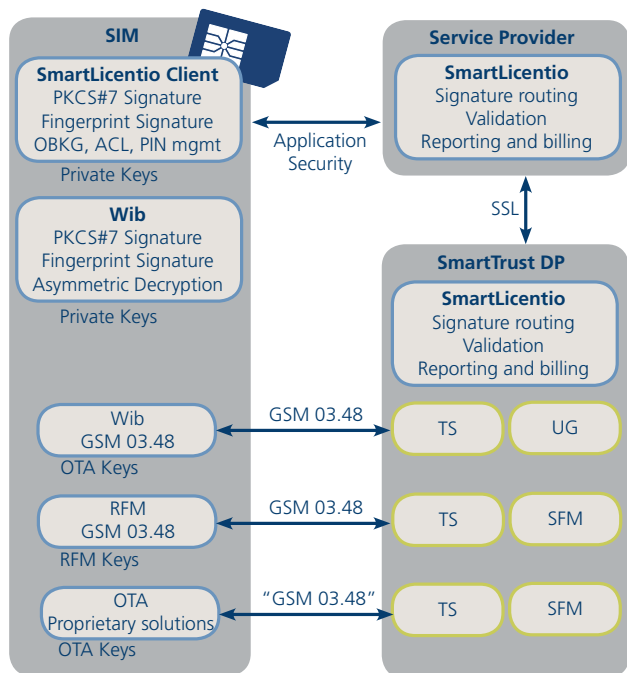 SIM
SmartLicentio Client
PKCS#7 Signature
Fingerprint Signature
OBKG, ACL, PIN mgmt
Private Keys
Wib
PKCS#7 Signature
Fingerprint Signature
Asymmetric Decryption
Private Keys
Wib
GSM 03.48
OTA Keys
RFM
GSM 03.48
RFM Keys
OTA
Proprietary solutions
OTA Keys
Application
Security
GSM 03.48
GSM 03.48
“GSM 03.48”
Service Provider
SmartLicentio
Signature routing
Validation
Reporting and billing
SSL
SmartTrust DP
SmartLicentio
Signature routing
Validation
Reporting and billing
TS
UG
TS
SFM
TS
SFM